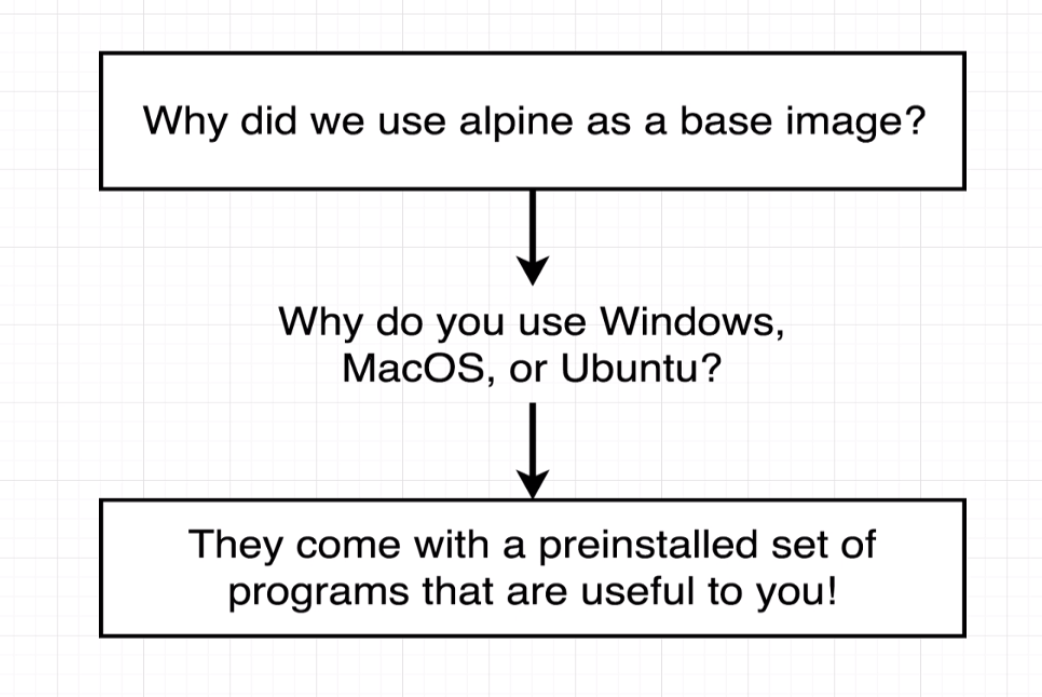 Why did we use alpine as a base image?
Why do you use Windows,
MacOS, or Ubuntu?
They come with a preinstalled set of
programs that are useful to you!